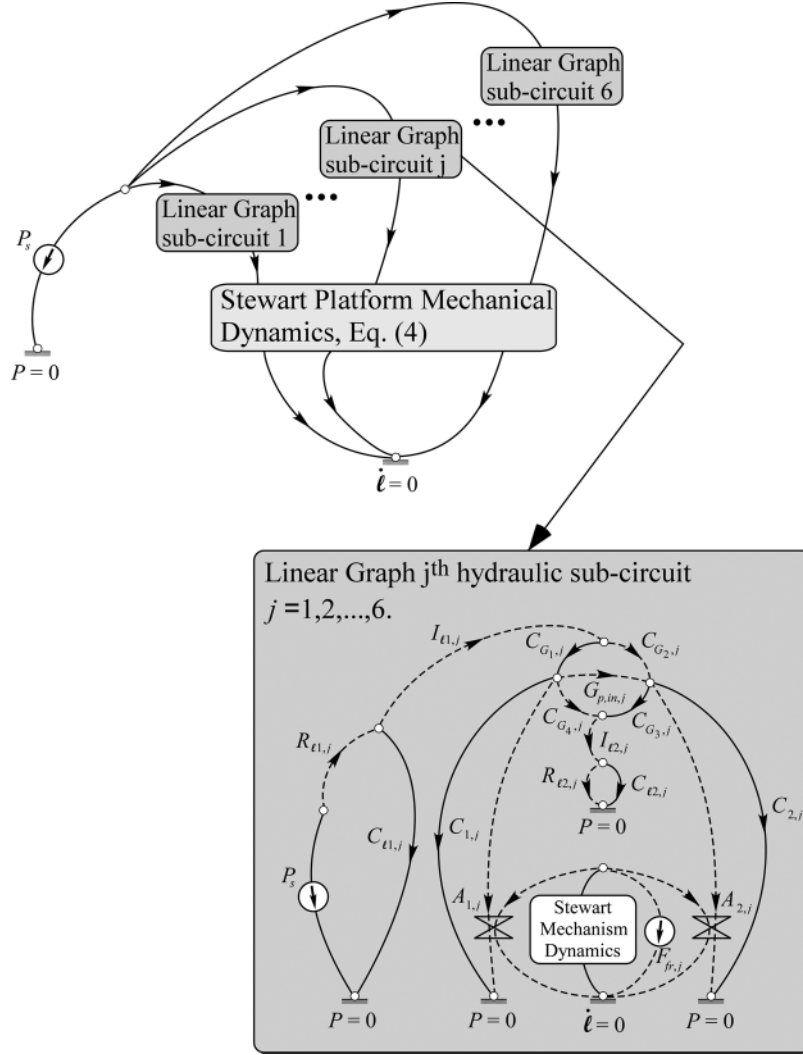 Linear Graph
sub-circuit 6
Linear Graph
sub-circuit j
Linear Graph
sub-circuit 1
P_s
Stewart Platform Mechanical
Dynamics, Eq. (4)
P = 0
ℓ̇ = 0
Linear Graph jth hydraulic sub-circuit
j =1,2,...,6.
I_ℓ1,j
C_G1,j
C_G2,j
G_p,in,j
C_G4,j
C_G3,j
R_ℓ1,j
I_ℓ2,j
R_ℓ2,j
C_ℓ2,j
P = 0
C_ℓ1,j
C_1,j
C_2,j
P_s
A_1,j
A_2,j
Stewart
Mechanism
Dynamics
F_fr,j
P = 0
P = 0
ℓ̇ = 0
P = 0